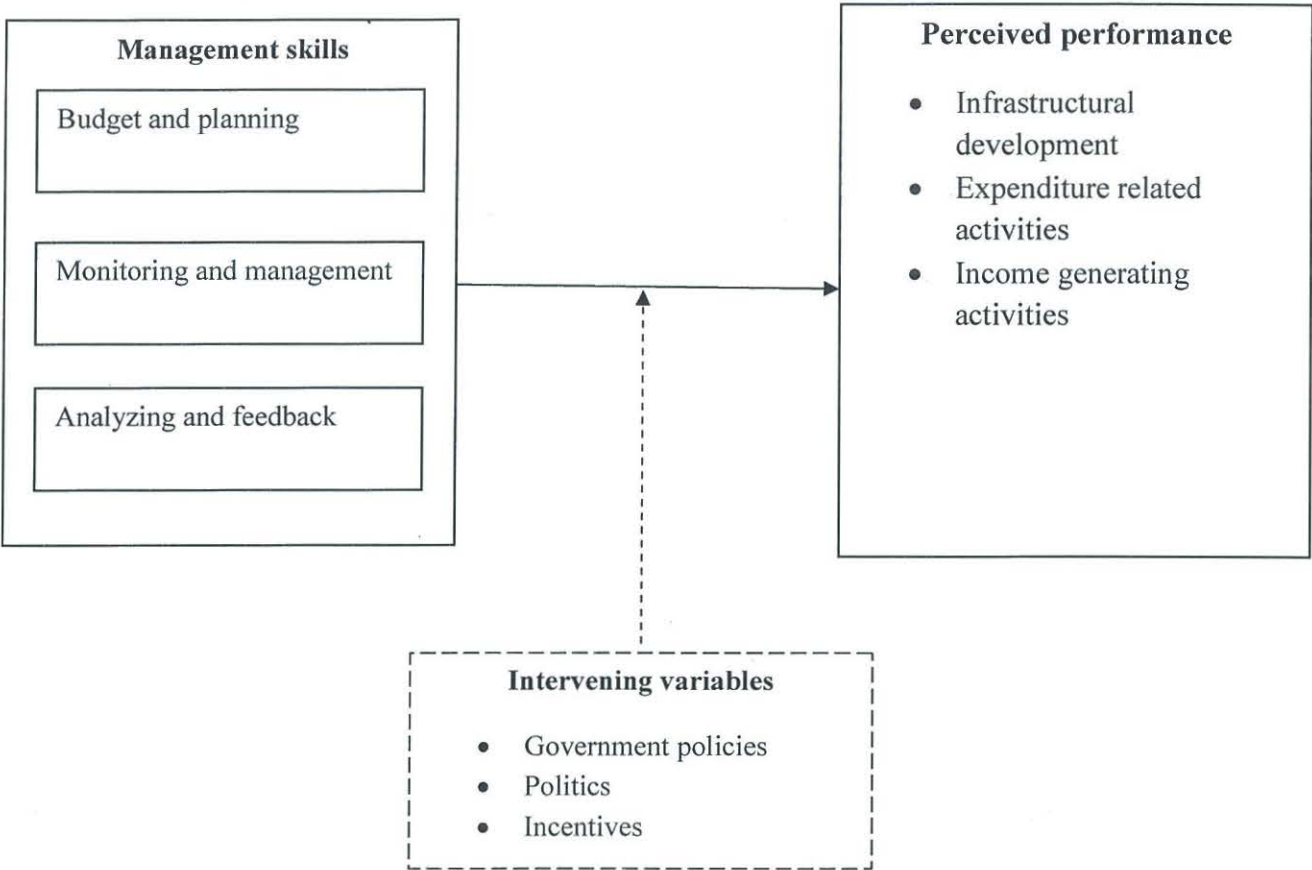 Management skills
Budget and planning
Monitoring and management
Analyzing and feedback
Perceived performance
• Infrastructural
development
• Expenditure related
activities
• Income generating
activities
Intervening variables
• Government policies
• Politics
• Incentives